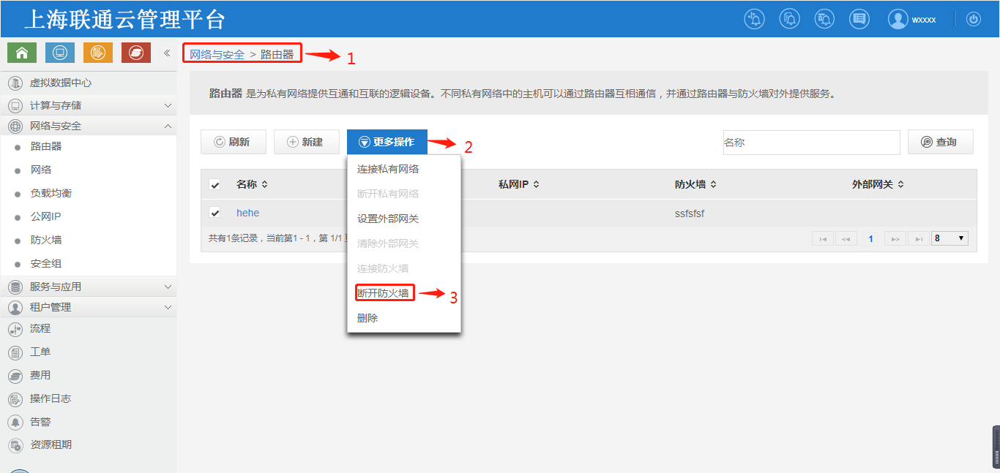 上海联通云管理平台
wxxxx
«
网络与安全 > 路由器
1
虚拟数据中心
计算与存储
网络与安全
路由器
网络
负载均衡
公网IP
防火墙
安全组
服务与应用
租户管理
流程
工单
费用
操作日志
告警
资源租期
路由器 是为私有网络提供互通和互联的逻辑设备。不同私有网络中的主机可以通过路由器互相通信，并通过路由器与防火墙对外提供服务。
刷新 新建 更多操作 2 名称 查询
连接私有网络
断开私有网络
设置外部网关
清除外部网关
连接防火墙
断开防火墙 3
删除
名称 私网IP 防火墙 外部网关
hehe ssfsfsf
共有1条记录，当前第1 - 1，第 1/1 1 8